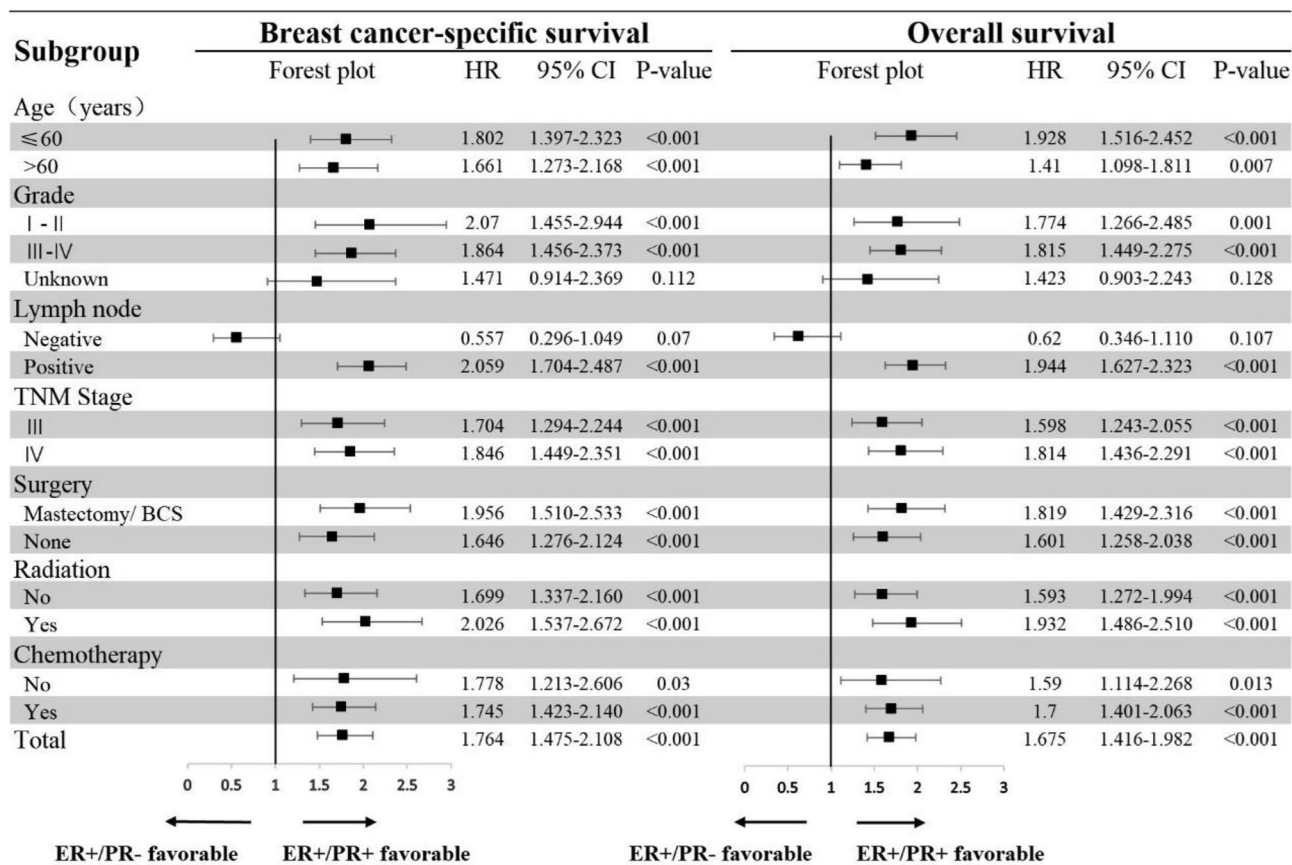 Subgroup Breast cancer-specific survival Overall survival
Forest plot HR 95% CI P-value Forest plot HR 95% CI P-value
Age（years）
≤60 1.802 1.397-2.323 <0.001 1.928 1.516-2.452 <0.001
>60 1.661 1.273-2.168 <0.001 1.41 1.098-1.811 0.007
Grade
Ⅰ-Ⅱ 2.07 1.455-2.944 <0.001 1.774 1.266-2.485 0.001
Ⅲ-Ⅳ 1.864 1.456-2.373 <0.001 1.815 1.449-2.275 <0.001
Unknown 1.471 0.914-2.369 0.112 1.423 0.903-2.243 0.128
Lymph node
Negative 0.557 0.296-1.049 0.07 0.62 0.346-1.110 0.107
Positive 2.059 1.704-2.487 <0.001 1.944 1.627-2.323 <0.001
TNM Stage
Ⅲ 1.704 1.294-2.244 <0.001 1.598 1.243-2.055 <0.001
Ⅳ 1.846 1.449-2.351 <0.001 1.814 1.436-2.291 <0.001
Surgery
Mastectomy/ BCS 1.956 1.510-2.533 <0.001 1.819 1.429-2.316 <0.001
None 1.646 1.276-2.124 <0.001 1.601 1.258-2.038 <0.001
Radiation
No 1.699 1.337-2.160 <0.001 1.593 1.272-1.994 <0.001
Yes 2.026 1.537-2.672 <0.001 1.932 1.486-2.510 <0.001
Chemotherapy
No 1.778 1.213-2.606 0.03 1.59 1.114-2.268 0.013
Yes 1.745 1.423-2.140 <0.001 1.7 1.401-2.063 <0.001
Total 1.764 1.475-2.108 <0.001 1.675 1.416-1.982 <0.001
0 0.5 1 1.5 2 2.5 3 0 0.5 1 1.5 2 2.5 3
ER+/PR- favorable ER+/PR+ favorable ER+/PR- favorable ER+/PR+ favorable